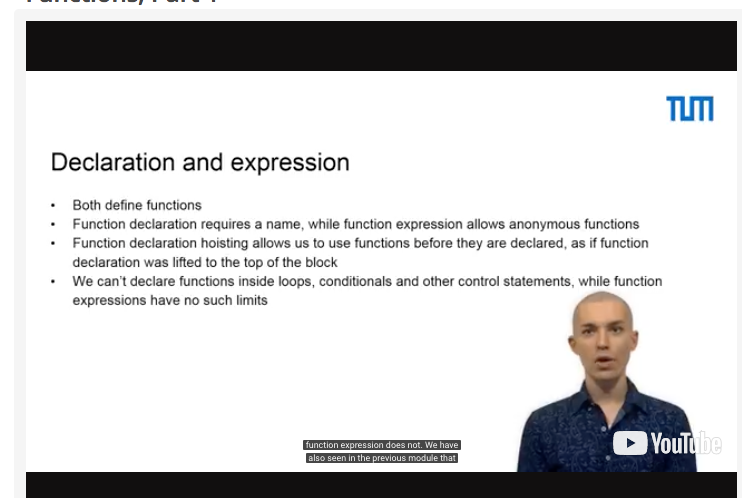 Functions, Part 1
TUM
Declaration and expression
• Both define functions
• Function declaration requires a name, while function expression allows anonymous functions
• Function declaration hoisting allows us to use functions before they are declared, as if function
declaration was lifted to the top of the block
• We can't declare functions inside loops, conditionals and other control statements, while function
expressions have no such limits
function expression does not. We have
also seen in the previous module that
YouTube